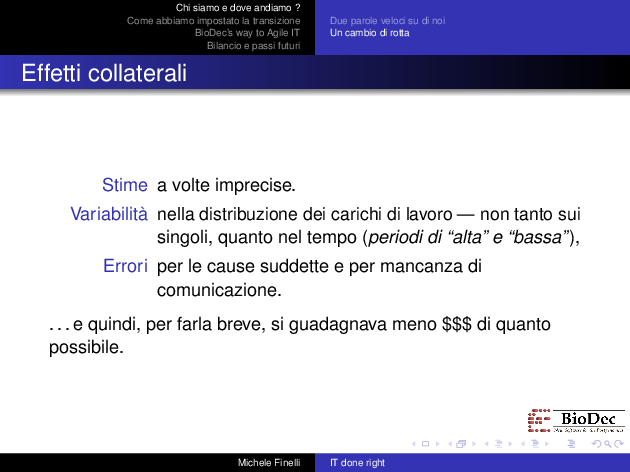 Chi siamo e dove andiamo ?
Come abbiamo impostato la transizione
BioDec's way to Agile IT
Bilancio e passi futuri
Due parole veloci su di noi
Un cambio di rotta
Effetti collaterali
Stime a volte imprecise.
Variabilità nella distribuzione dei carichi di lavoro — non tanto sui
singoli, quanto nel tempo (periodi di “alta” e “bassa”),
Errori per le cause suddette e per mancanza di
comunicazione.
. . . e quindi, per farla breve, si guadagnava meno $$$ di quanto
possibile.
BioDec
Michele Finelli
IT done right